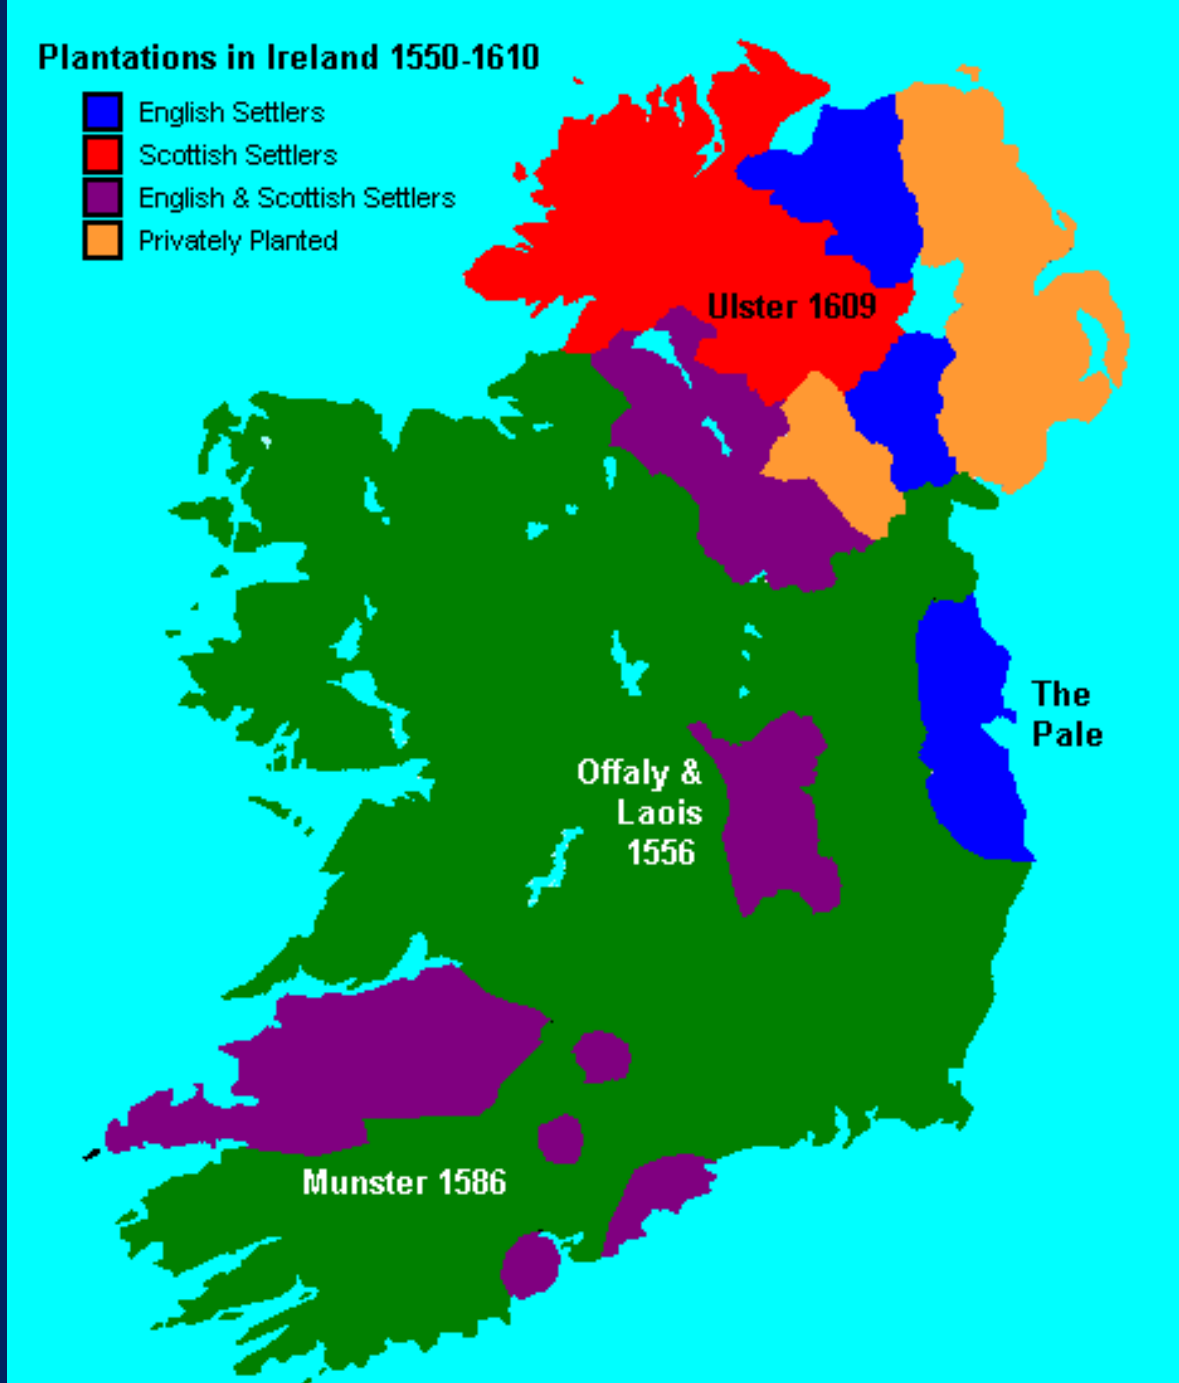 Plantations in Ireland 1550-1610
English Settlers
Scottish Settlers
English & Scottish Settlers
Privately Planted
Ulster 1609
The
Pale
Offaly &
Laois
1556
Munster 1586